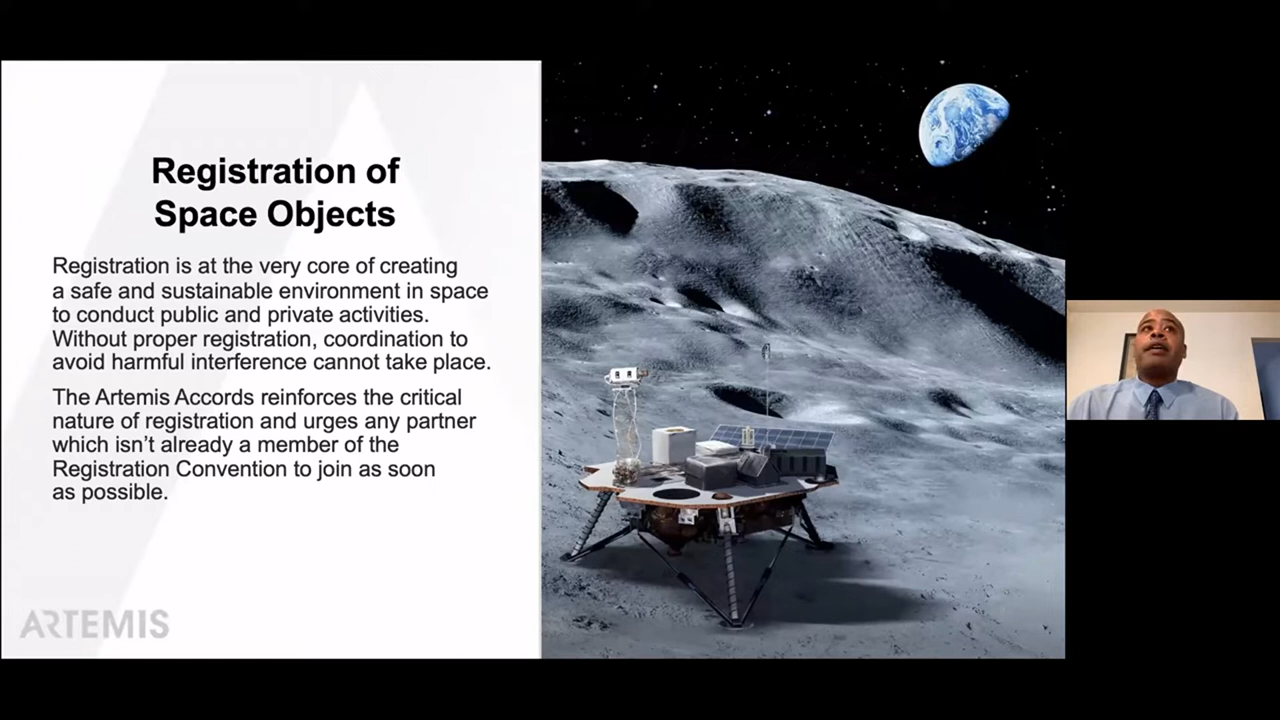 Registration of
Space Objects
Registration is at the very core of creating
a safe and sustainable environment in space
to conduct public and private activities.
Without proper registration, coordination to
avoid harmful interference cannot take place.
The Artemis Accords reinforces the critical
nature of registration and urges any partner
which isn’t already a member of the
Registration Convention to join as soon
as possible.
ARTEMIS